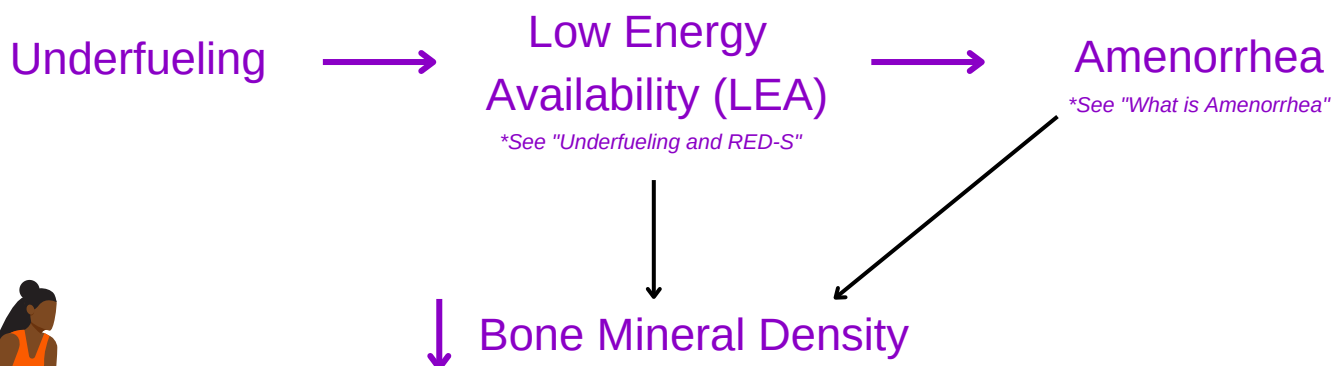 Underfueling
Low Energy
Availability (LEA)
*See "Underfueling and RED-S"
Amenorrhea
*See "What is Amenorrhea"
Bone Mineral Density